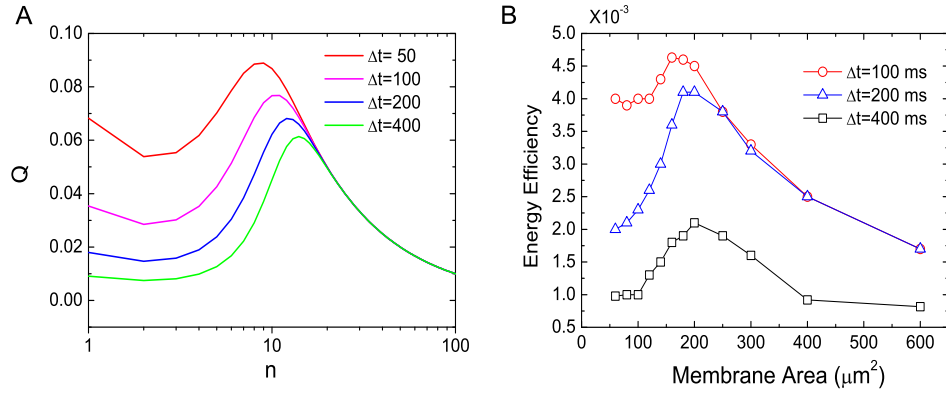 A
Q
0.10
0.08
0.06
0.04
0.02
0.00
Δt= 50
Δt=100
Δt=200
Δt=400
1
10
100
n
B
X10⁻³
Energy Efficiency
5.0
4.5
4.0
3.5
3.0
2.5
2.0
1.5
1.0
0.5
Δt=100 ms
Δt=200 ms
Δt=400 ms
0 100 200 300 400 500 600
Membrane Area (μm²)